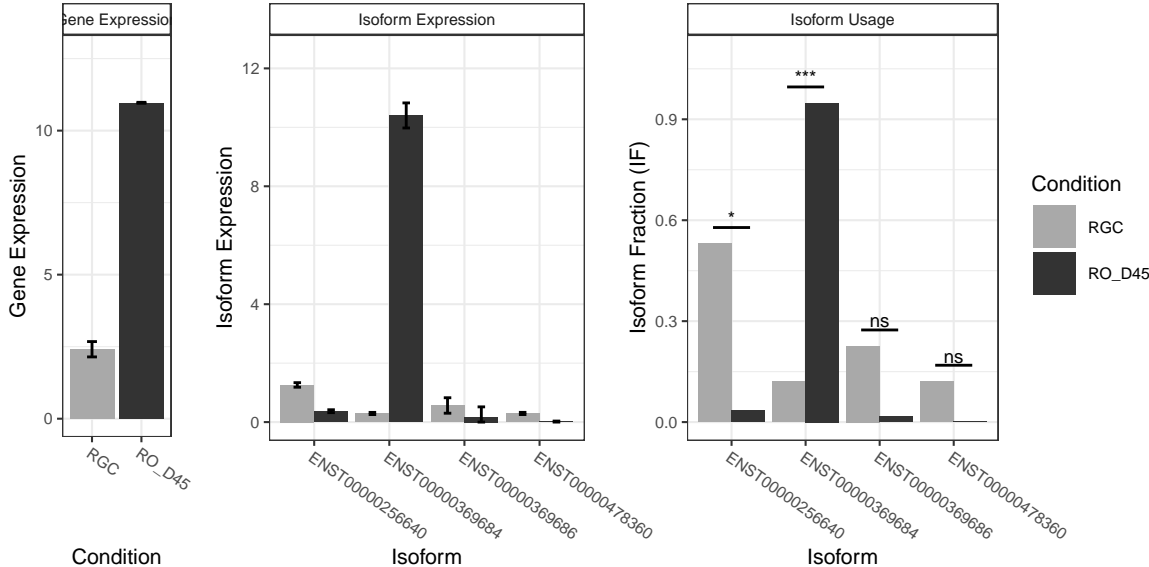 Gene Expression
Gene Expression
10
5
0
RGC
RO_D45
Condition
Isoform Expression
Isoform Expression
12
8
4
0
ENST00000256640
ENST00000369684
ENST00000369686
ENST00000478360
Isoform
Isoform Usage
Isoform Fraction (IF)
0.9
0.6
0.3
0.0
*
***
ns
ns
ENST00000256640
ENST00000369684
ENST00000369686
ENST00000478360
Isoform
Condition
RGC
RO_D45